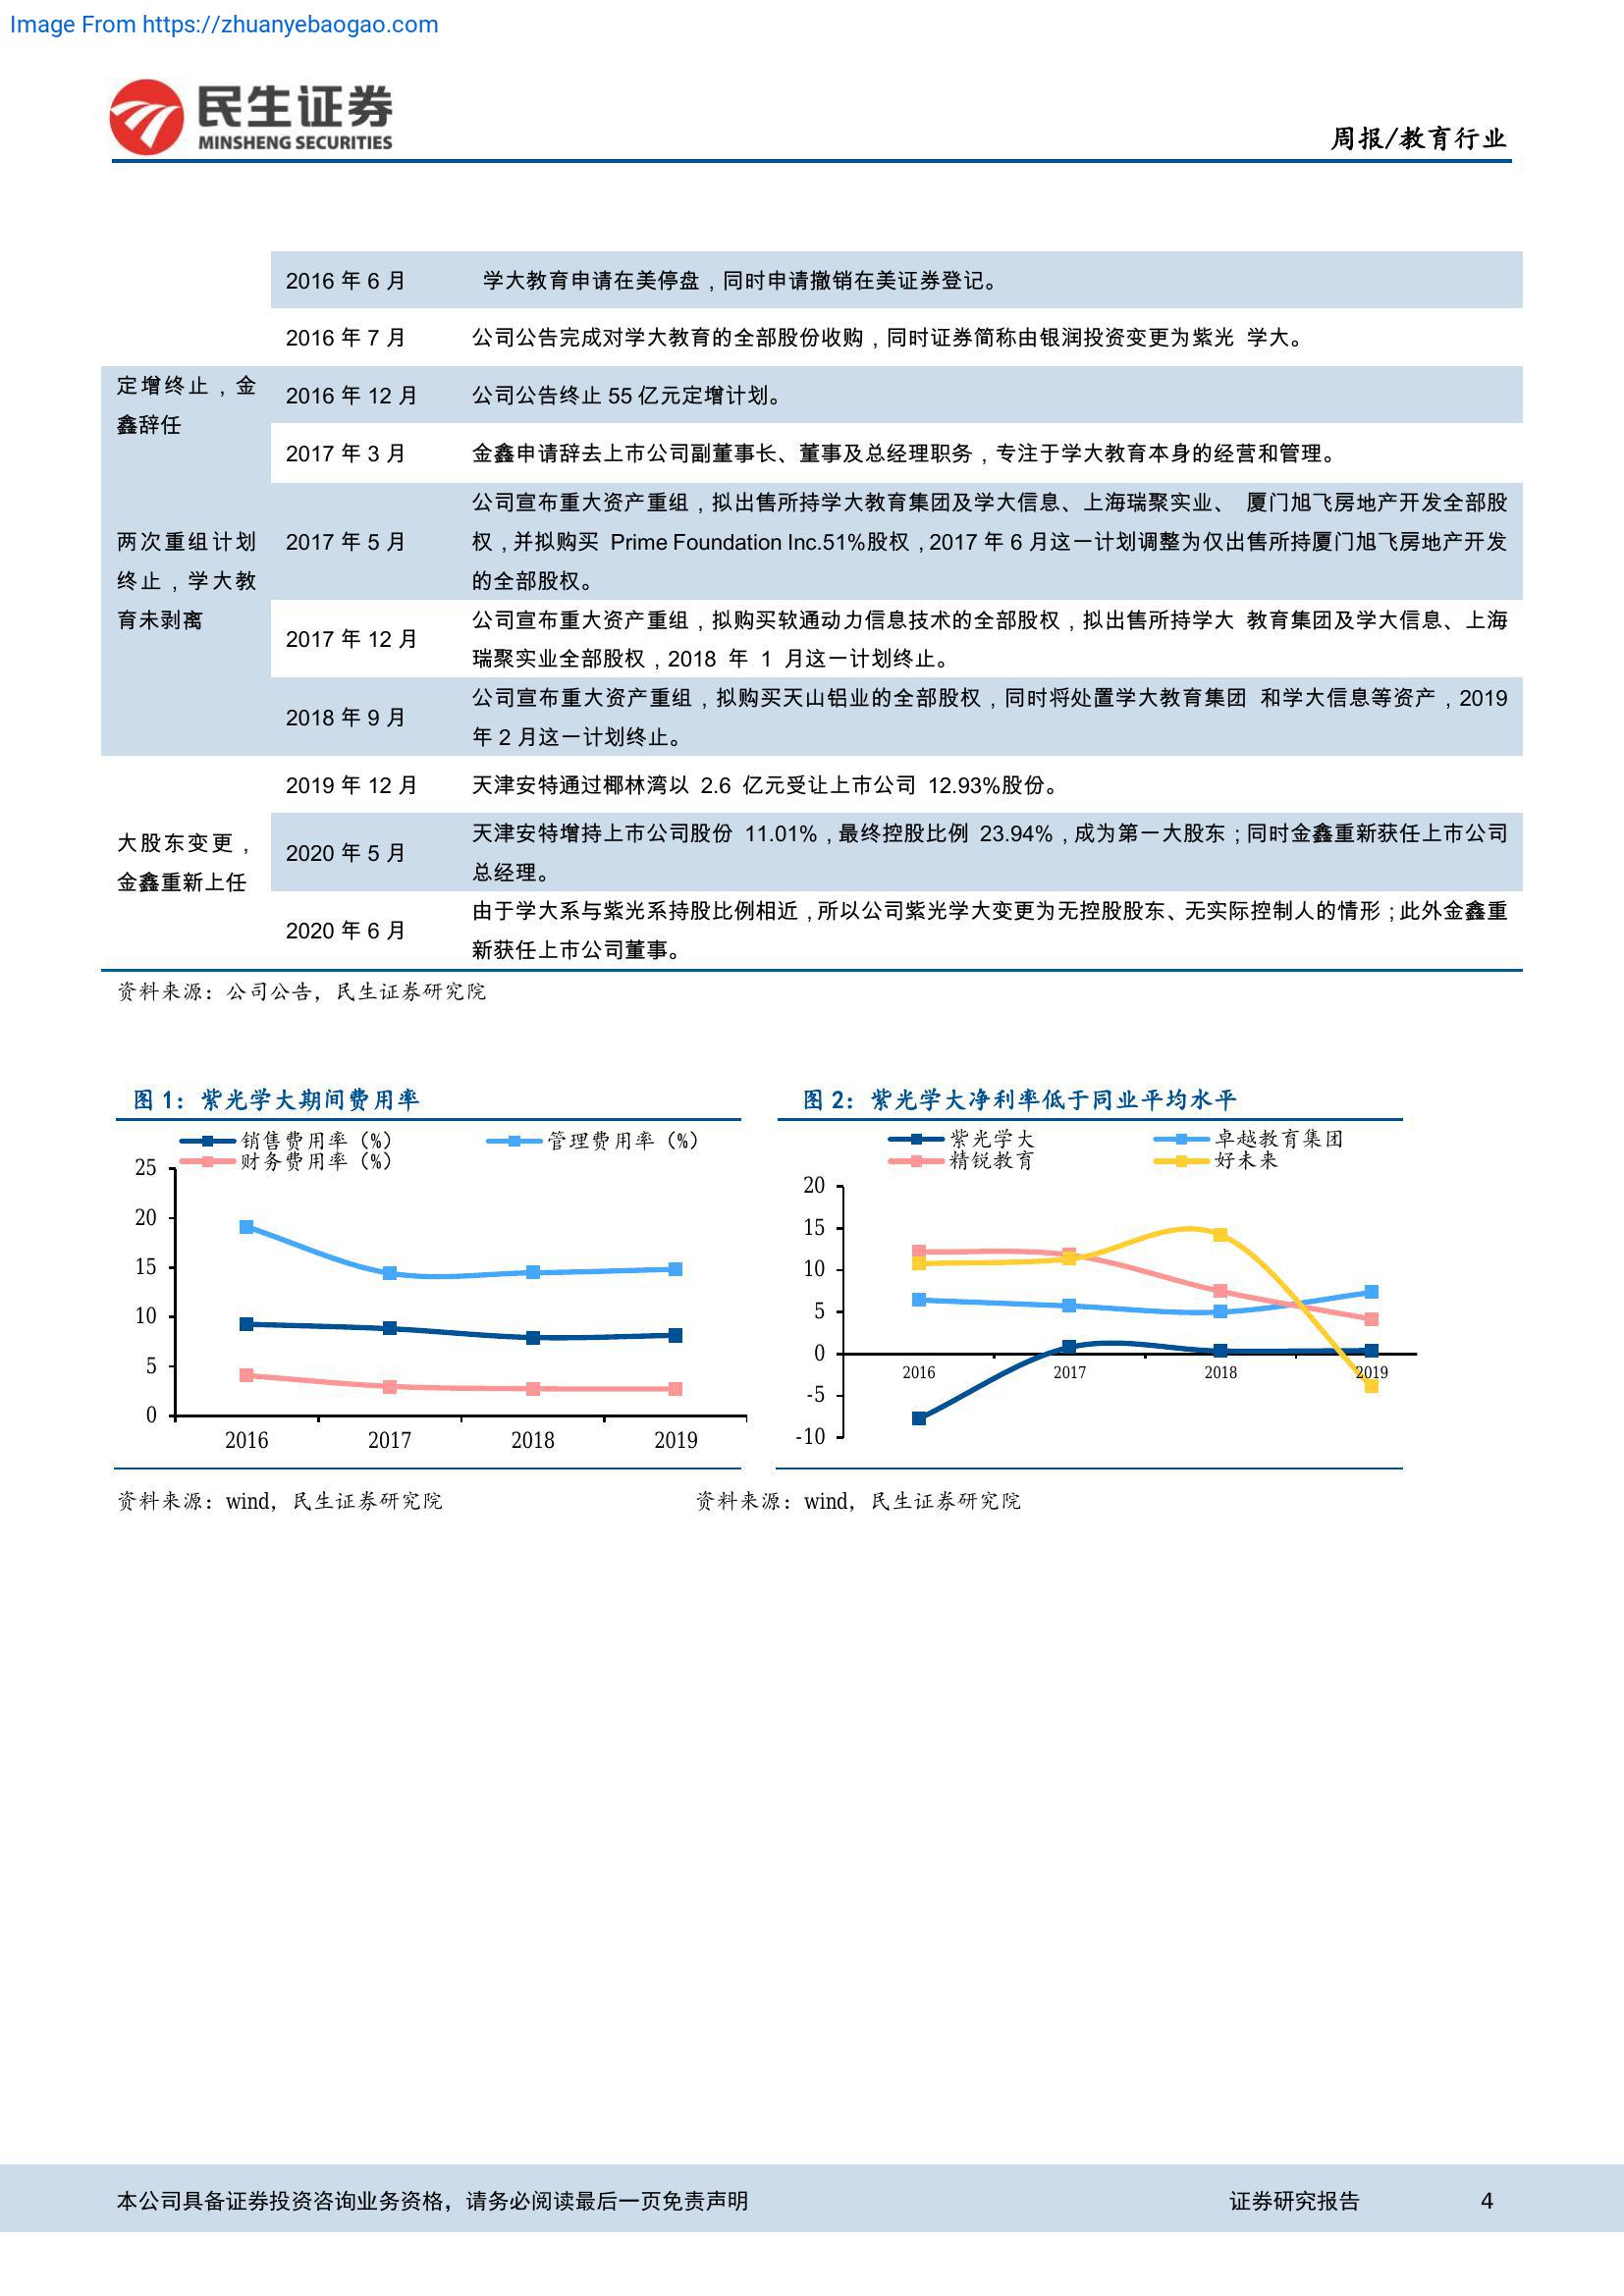 Image From https://zhuanyebaogao.com
民生证券
MINSHENG SECURITIES
周报/教育行业
2016 年 6 月
学大教育申请在美停盘，同时申请撤销在美证券登记。
2016 年 7 月
公司公告完成对学大教育的全部股份收购，同时证券简称由银润投资变更为紫光 学大。
定增终止，金
鑫辞任
2016 年 12 月
公司公告终止 55 亿元定增计划。
2017 年 3 月
金鑫申请辞去上市公司副董事长、董事及总经理职务，专注于学大教育本身的经营和管理。
两次重组计划
终止，学大教
育未剥离
2017 年 5 月
公司宣布重大资产重组，拟出售所持学大教育集团及学大信息、上海瑞聚实业、 厦门旭飞房地产开发全部股
权，并拟购买 Prime Foundation Inc.51%股权，2017 年 6 月这一计划调整为仅出售所持厦门旭飞房地产开发
的全部股权。
2017 年 12 月
公司宣布重大资产重组，拟购买软通动力信息技术的全部股权，拟出售所持学大 教育集团及学大信息、上海
瑞聚实业全部股权，2018 年 1 月这一计划终止。
2018 年 9 月
公司宣布重大资产重组，拟购买天山铝业的全部股权，同时将处置学大教育集团 和学大信息等资产，2019
年 2 月这一计划终止。
大股东变更，
金鑫重新上任
2019 年 12 月
天津安特通过椰林湾以 2.6 亿元受让上市公司 12.93%股份。
2020 年 5 月
天津安特增持上市公司股份 11.01%，最终控股比例 23.94%，成为第一大股东；同时金鑫重新获任上市公司
总经理。
2020 年 6 月
由于学大系与紫光系持股比例相近，所以公司紫光学大变更为无控股股东、无实际控制人的情形；此外金鑫重
新获任上市公司董事。
资料来源：公司公告，民生证券研究院
图 1：紫光学大期间费用率
销售费用率（%）
管理费用率（%）
财务费用率（%）
25
20
15
10
5
0
2016
2017
2018
2019
资料来源：wind，民生证券研究院
图 2：紫光学大净利率低于同业平均水平
紫光学大
卓越教育集团
精锐教育
好未来
20
15
10
5
0
-5
-10
2016
2017
2018
2019
资料来源：wind，民生证券研究院
本公司具备证券投资咨询业务资格，请务必阅读最后一页免责声明
证券研究报告
4